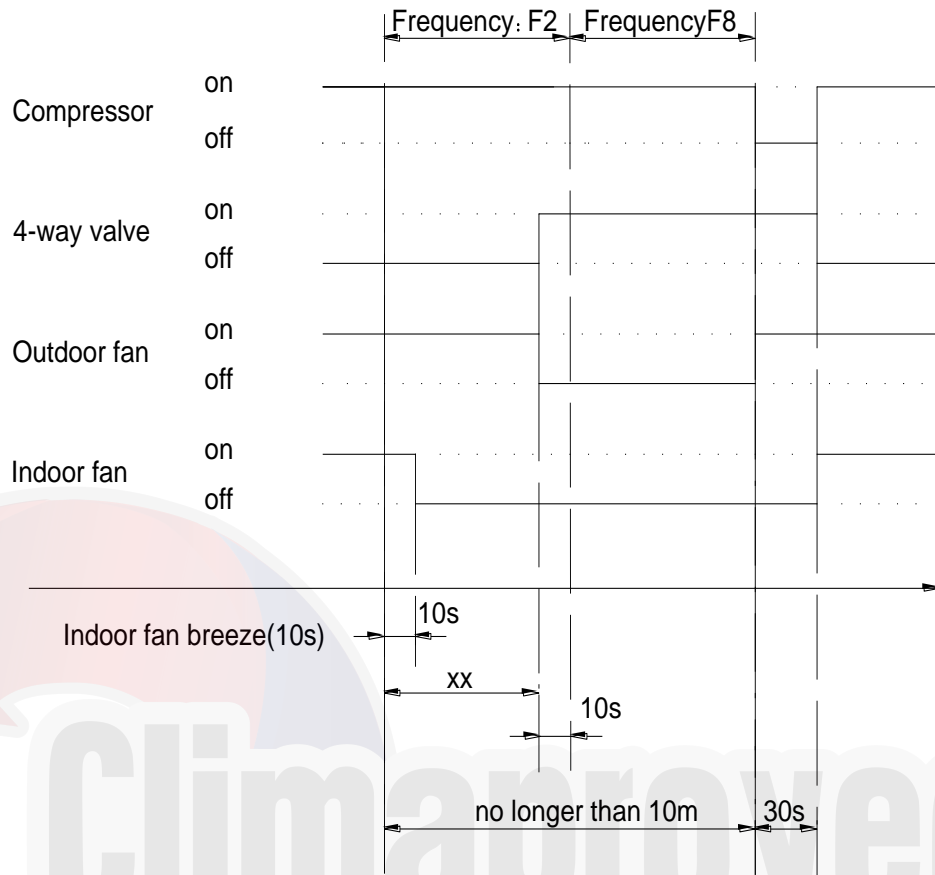 Frequency: F2 FrequencyF8
on
Compressor
off
on
4-way valve
off
on
Outdoor fan
off
on
Indoor fan
off
10s
Indoor fan breeze(10s)
xx
10s
no longer than 10m 30s
Climaprove